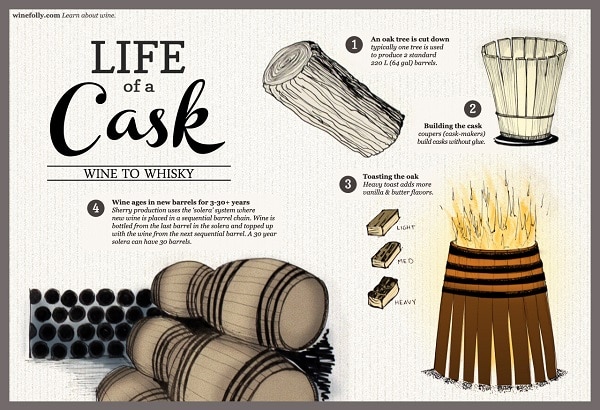 winefolly.com Learn about wine.
LIFE
of a
Cask
WINE TO WHISKY
1
An oak tree is cut down
typically one tree is used
to produce 2 standard
220 L (64 gal) barrels.
2
Building the cask
coupers (cask-makers)
build casks without glue.
3
Toasting the oak
Heavy toast adds more
vanilla & butter flavors.
LIGHT
MED
HEAVY
4
Wine ages in new barrels for 3-30+ years
Sherry production uses the 'solera' system where
new wine is placed in a sequential barrel chain. Wine is
bottled from the last barrel in the solera and topped up
with the wine from the next sequential barrel. A 30 year
solera can have 30 barrels.